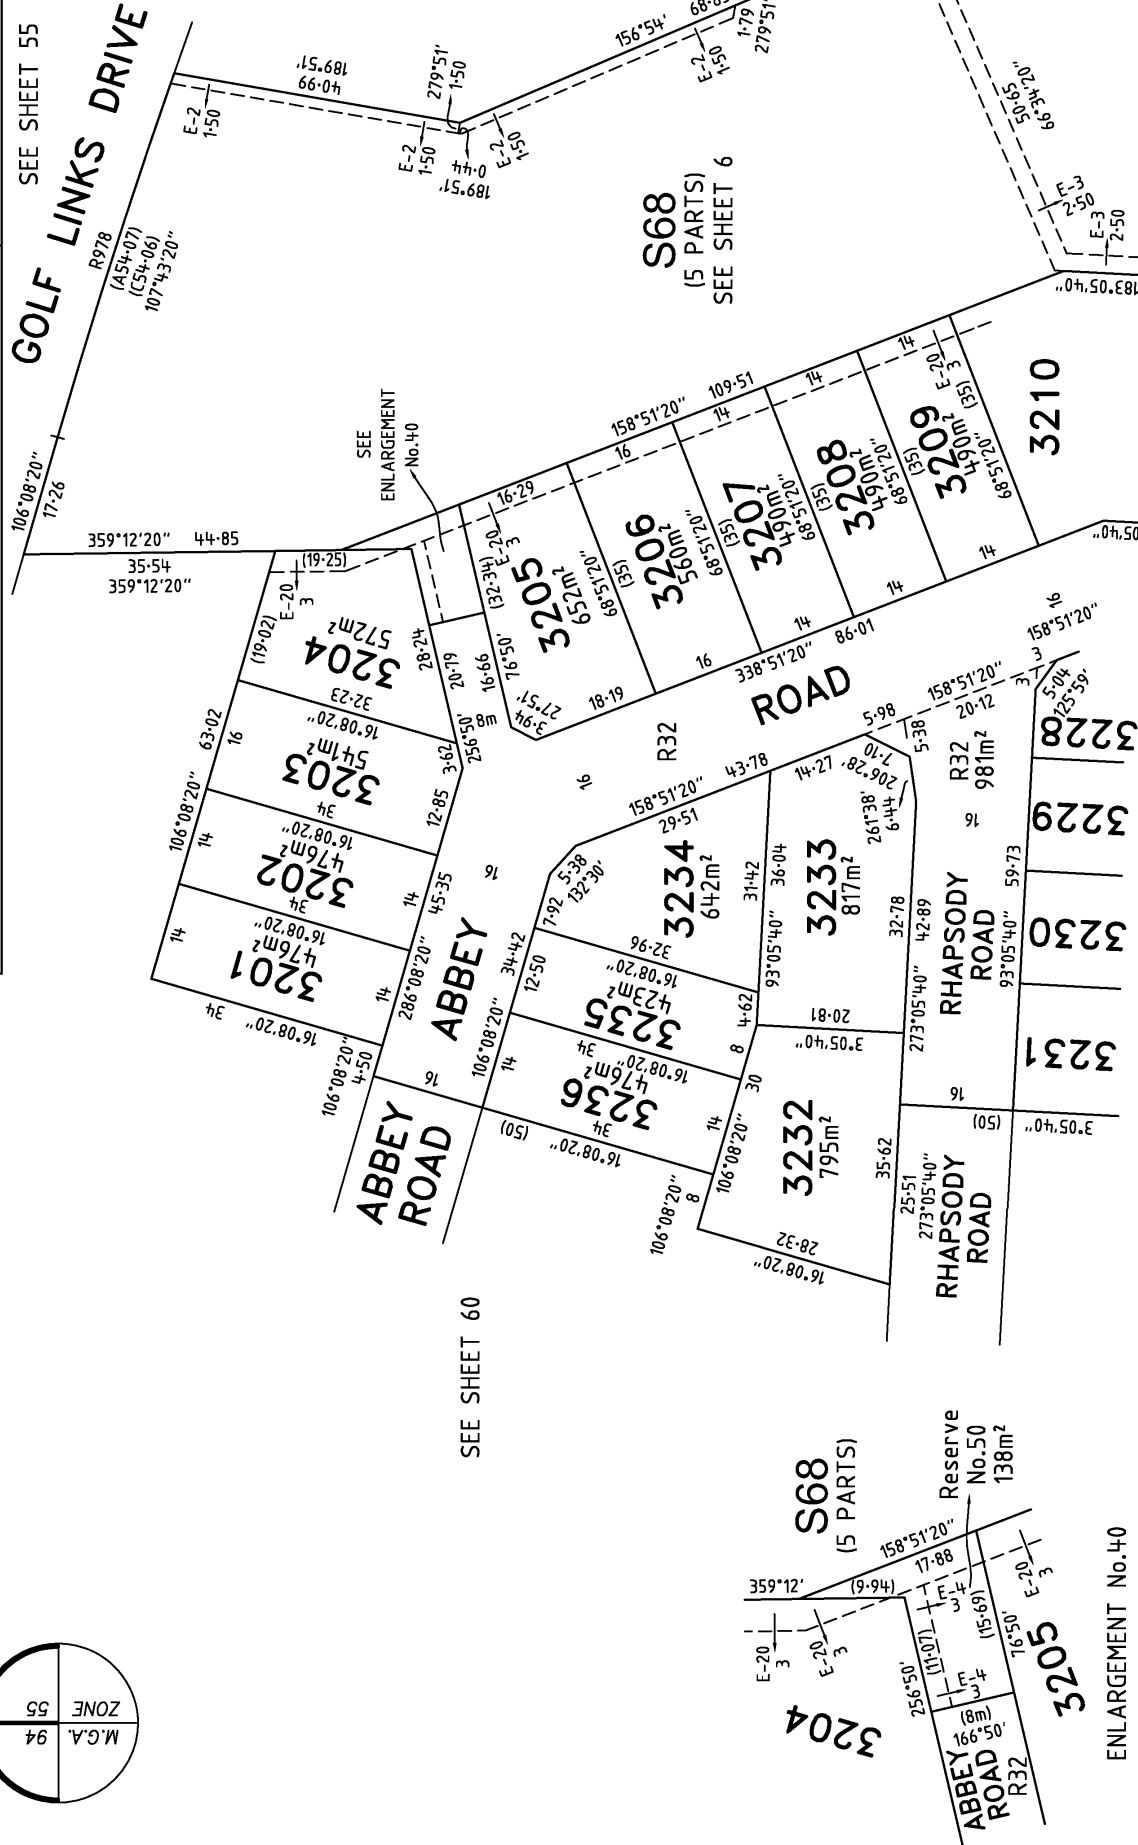 SEE SHEET 55
GOLF LINKS DRIVE
R978
(A54·07)
(C54·06)
107°43'20"
106°08'20"
17·26
189°51'
40·99
E-2
1·50
279°51'
1·50
E-2
1·50
0·44
189°51'
E-2
1·50
156°54'
E-2
1·50
1·79
279°51'
S68
(5 PARTS)
SEE SHEET 6
50·65
66°34'20"
E-3
2·50
E-3
2·50
183°05'40"
359°12'20" 44·85
35·54
359°12'20"
SEE
ENLARGEMENT
No.40
(19·25)
E-20
3
(19·02)
3204
572m²
28·24
32·23
16°08'20"
63·02
16
3203
541m²
3·62
256°50'
20·79
8m
16·66
76°50'
34
16°08'20"
12·85
106°08'20"
14
3202
476m²
34
16°08'20"
14
45·35
14
3201
476m²
14
286°08'20"
34
16°08'20"
106°08'20"
4·50
16
ABBEY
ROAD
ABBEY
16
16
R32
ROAD
16·29
(32·34)
E-20
3
3205
652m²
68°51'20"
(35)
3·94
27°51'
18·19
158°51'20"
109·51
16
3206
560m²
68°51'20"
(35)
16
14
3207
490m²
68°51'20"
(35)
14
338°51'20"
86·01
14
3208
490m²
68°51'20"
(35)
14
14
E-20
3
3209
490m²
68°51'20"
(35)
14
3210
16
158°51'20"
158°51'20"
43·78
29·51
14·27
5·98
158°51'20"
20·12
3
3
5·04
125°59'
5·38
7·10
206°28'
261°38'
6·44
R32
981m²
16
5·38
132°30'
7·92
34·42
12·50
106°08'20"
14
3234
642m²
31·42
36·04
93°05'40"
32·96
16°08'20"
3235
423m²
4·62
8
34
16°08'20"
3236
476m²
34
16°08'20"
(50)
14
30
106°08'20"
106°08'20"
8
3233
817m²
32·78
42·89
20·81
3°05'40"
273°05'40"
3232
795m²
35·62
28·32
16°08'20"
RHAPSODY
ROAD
93°05'40"
59·73
16
(50)
3°05'40"
25·51
273°05'40"
RHAPSODY
ROAD
3228
3229
3230
3231
SEE SHEET 60
S68
(5 PARTS)
Reserve
No.50
138m²
359°12'
158°51'20"
17·88
(9·94)
E-20
3
E-20
3
E-4
3
E-20
3
(11·07)
(15·69)
76°50'
256°50'
E-4
3
(8m)
166°50'
3204
3205
ABBEY
ROAD
R32
ENLARGEMENT No.40
M.G.A. 94
ZONE 55